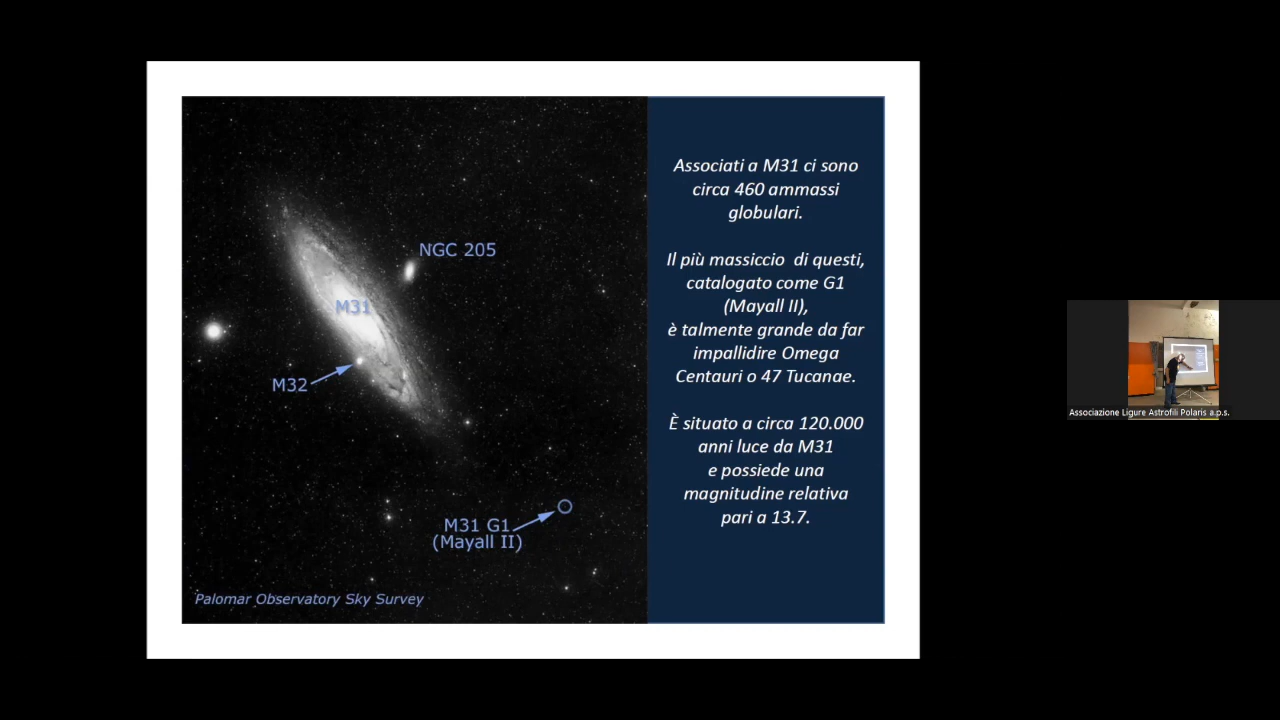 NGC 205
M31
M32
M31 G1
(Mayall II)
Palomar Observatory Sky Survey
Associati a M31 ci sono
circa 460 ammassi
globulari.
Il più massiccio  di questi,
catalogato come G1
(Mayall II),
è talmente grande da far
impallidire Omega
Centauri o 47 Tucanae.
È situato a circa 120.000
anni luce da M31
e possiede una
magnitudine relativa
pari a 13.7.
Associazione Ligure Astrofili Polaris a.p.s.